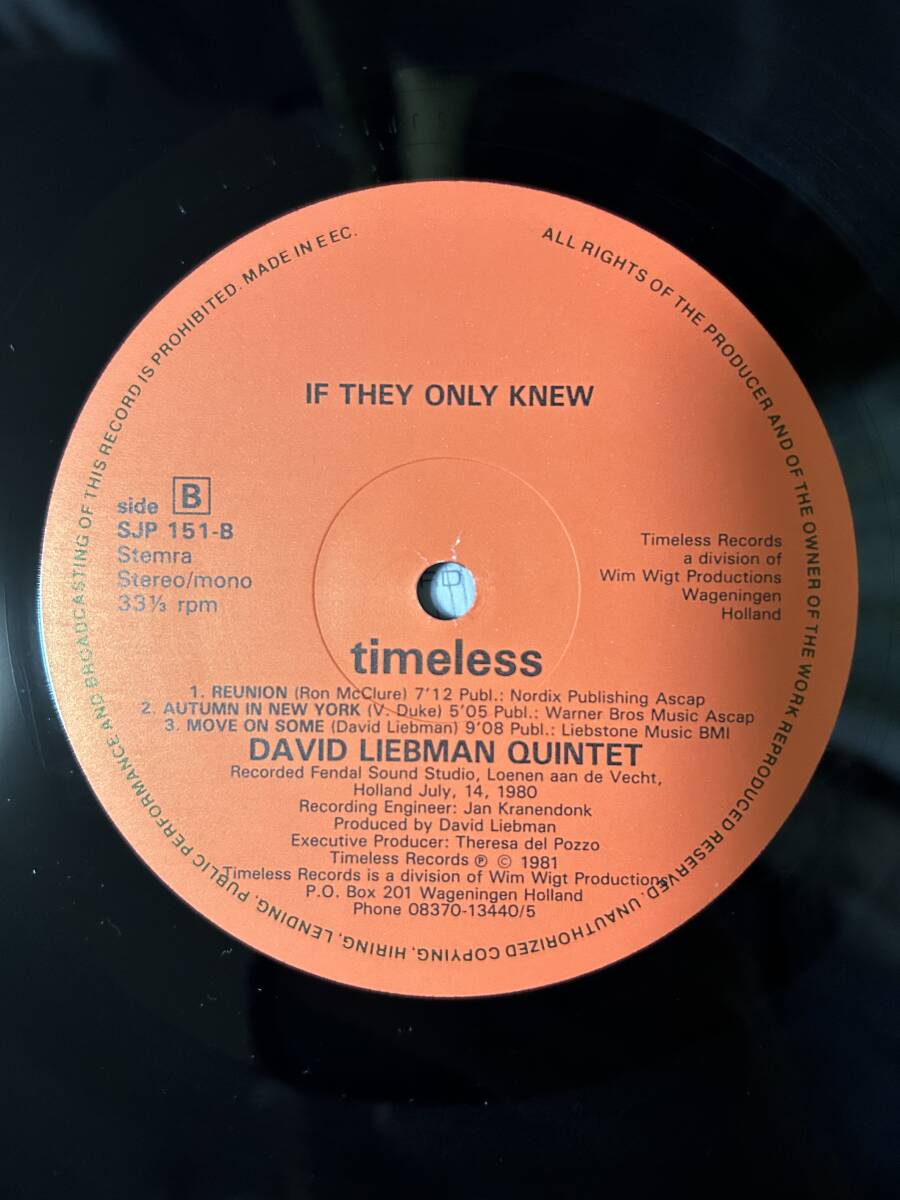 ALL RIGHTS OF THE PRODUCER AND OF THE OWNER OF THE WORK REPRODUCED RESERVED. UNAUTHORIZED COPYING, HIRING, LENDING, PUBLIC PERFORMANCE AND BROADCASTING OF THIS RECORD IS PROHIBITED. MADE IN EEC.
IF THEY ONLY KNEW
side B
SJP 151-B
Stemra
Stereo/mono
33⅓ rpm
Timeless Records
a division of
Wim Wigt Productions
Wageningen
Holland
timeless
1. REUNION (Ron McClure) 7'12 Publ.: Nordix Publishing Ascap
2. AUTUMN IN NEW YORK (V. Duke) 5'05 Publ.: Warner Bros Music Ascap
3. MOVE ON SOME (David Liebman) 9'08 Publ.: Liebstone Music BMI
DAVID LIEBMAN QUINTET
Recorded Fendal Sound Studio, Loenen aan de Vecht,
Holland July, 14, 1980
Recording Engineer: Jan Kranendonk
Produced by David Liebman
Executive Producer: Theresa del Pozzo
Timeless Records ℗ © 1981
Timeless Records is a division of Wim Wigt Productions
P.O. Box 201 Wageningen Holland
Phone 08370-13440/5